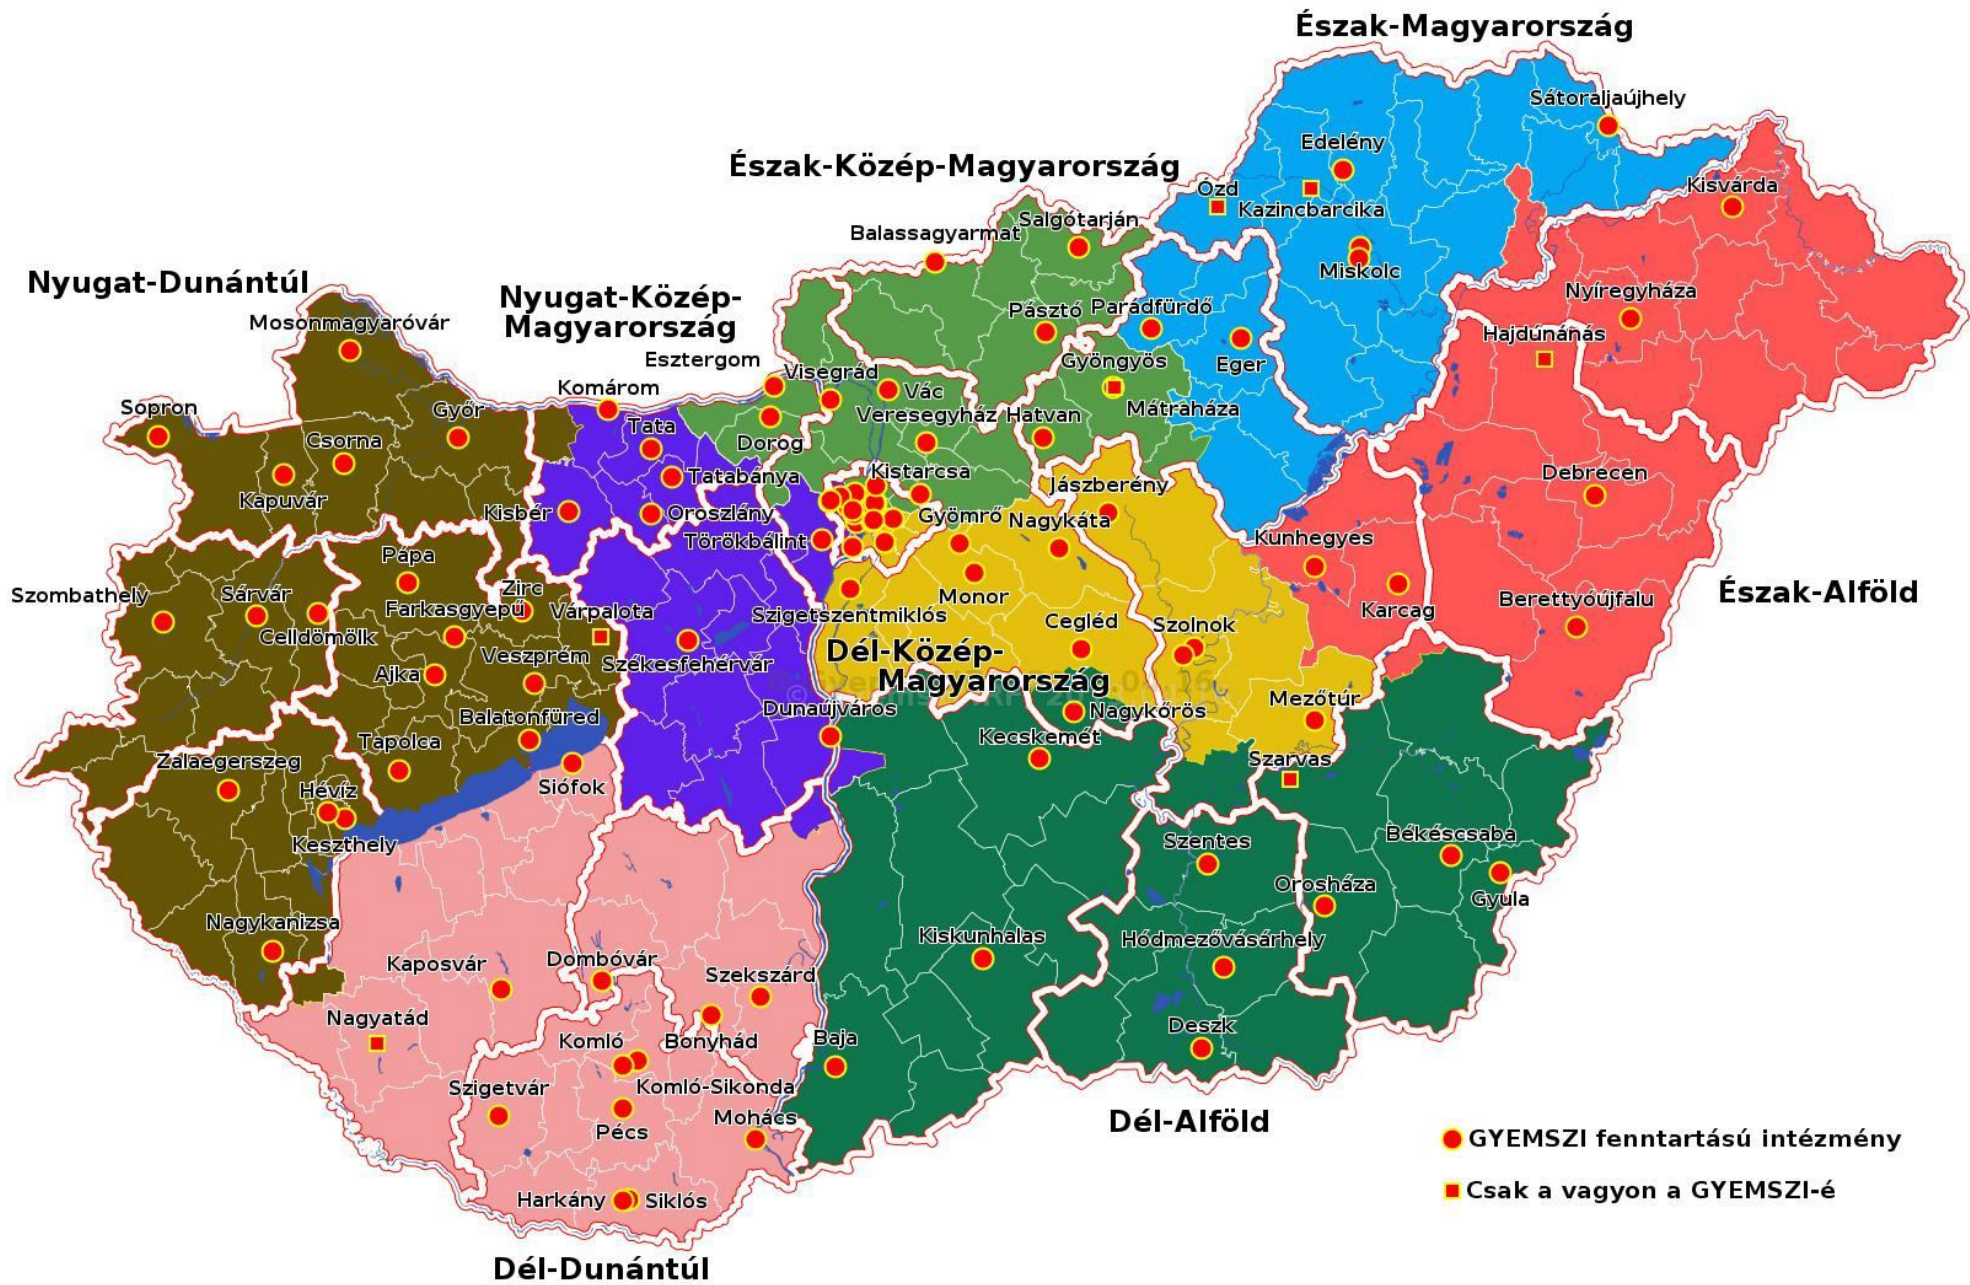 Észak-Magyarország
Sátoraljaújhely
Edelény
Észak-Közép-Magyarország
Ózd
Kazincbarcika
Kisvárda
Salgótarján
Balassagyarmat
Miskolc
Nyugat-Dunántúl
Nyugat-Közép-
Magyarország
Nyíregyháza
Mosonmagyaróvár
Pásztó
Parádfürdő
Hajdúnánás
Esztergom
Visegrád
Gyöngyös
Eger
Komárom
Vác
Sopron
Győr
Veresegyház
Hatvan
Mátraháza
Tata
Csorna
Dorog
Kistarcsa
Debrecen
Tatabánya
Jászberény
Kapuvár
Kisbér
Oroszlány
Gyömrő
Nagykáta
Törökbálint
Kunhegyes
Pápa
Zirc
Szombathely
Sárvár
Farkasgyepű
Várpalota
Észak-Alföld
Monor
Berettyóújfalu
Karcag
Szigetszentmiklós
Cegléd
Szolnok
Celldömölk
Veszprém
Székesfehérvár
Dél-Közép-
Magyarország
Ajka
Mezőtúr
Dunaújváros
Nagykőrös
Balatonfüred
Kecskemét
Tapolca
Szarvas
Zalaegerszeg
Siófok
Hévíz
Keszthely
Békéscsaba
Szentes
Orosháza
Gyula
Nagykanizsa
Kiskunhalas
Hódmezővásárhely
Kaposvár
Dombóvár
Szekszárd
Nagyatád
Deszk
Komló
Bonyhád
Baja
Szigetvár
Komló-Sikonda
Mohács
Pécs
Dél-Alföld
GYEMSZI fenntartású intézmény
Csak a vagyon a GYEMSZI-é
Harkány
Siklós
Dél-Dunántúl